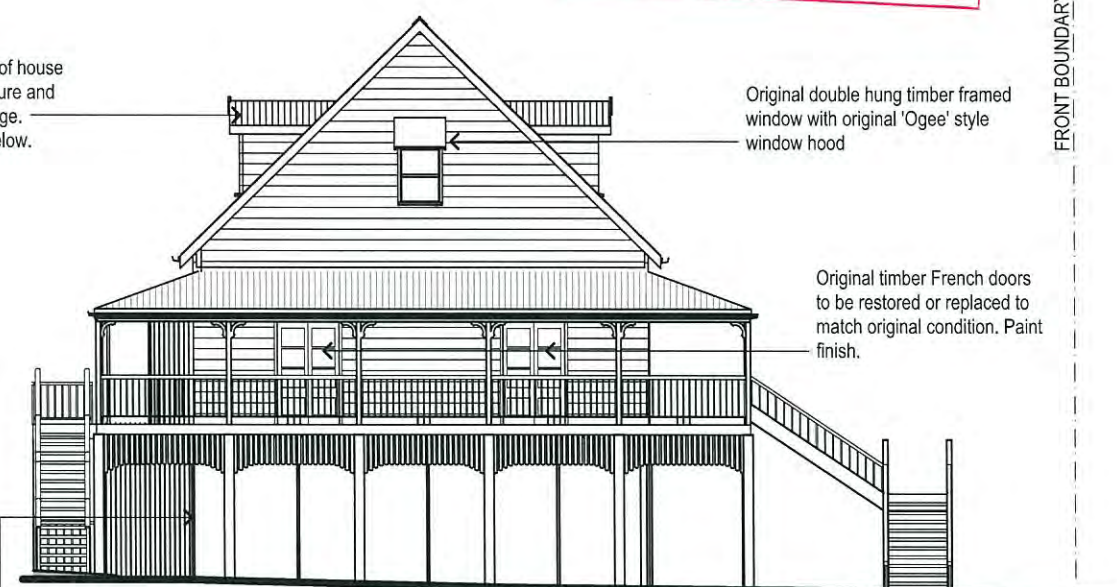 of house
ure and
ge.
elow.
Original double hung timber framed
window with original 'Ogee' style
window hood
FRONT BOUNDARY
Original timber French doors
to be restored or replaced to
match original condition. Paint
finish.